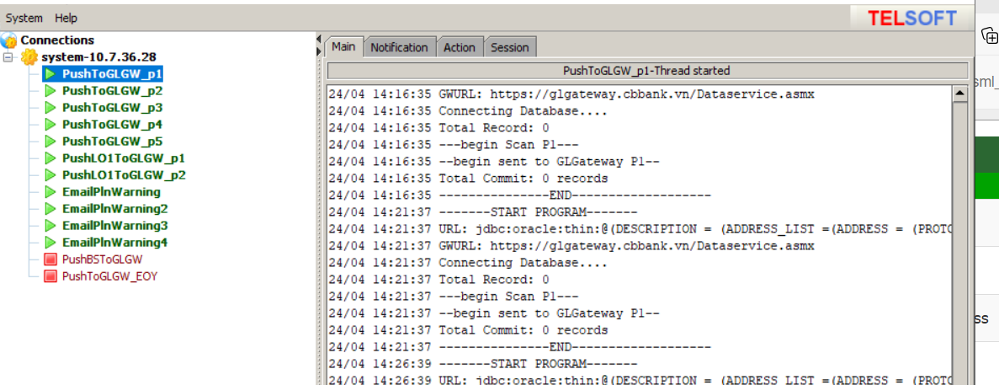 System Help
TELSOFT
Connections
system-10.7.36.28
PushToGLGW_p1
PushToGLGW_p2
PushToGLGW_p3
PushToGLGW_p4
PushToGLGW_p5
PushLO1ToGLGW_p1
PushLO1ToGLGW_p2
EmailPlnWarning
EmailPlnWarning2
EmailPlnWarning3
EmailPlnWarning4
PushBSToGLGW
PushToGLGW_EOY
Main Notification Action Session
PushToGLGW_p1-Thread started
24/04 14:16:35 GWURL: https://glgateway.cbbank.vn/Dataservice.asmx
24/04 14:16:35 Connecting Database....
24/04 14:16:35 Total Record: 0
24/04 14:16:35 ---begin Scan P1---
24/04 14:16:35 --begin sent to GLGateway P1--
24/04 14:16:35 Total Commit: 0 records
24/04 14:16:35 ----------------END--------------------
24/04 14:21:37 -------START PROGRAM-------
24/04 14:21:37 URL: jdbc:oracle:thin:@(DESCRIPTION = (ADDRESS_LIST =(ADDRESS = (PROTO
24/04 14:21:37 GWURL: https://glgateway.cbbank.vn/Dataservice.asmx
24/04 14:21:37 Connecting Database....
24/04 14:21:37 Total Record: 0
24/04 14:21:37 ---begin Scan P1---
24/04 14:21:37 --begin sent to GLGateway P1--
24/04 14:21:37 Total Commit: 0 records
24/04 14:21:37 ----------------END--------------------
24/04 14:26:39 -------START PROGRAM-------
24/04 14:26:39 URL: jdbc:oracle:thin:@(DESCRIPTION = (ADDRESS_LIST =(ADDRESS = (PROTO
sml_
ss